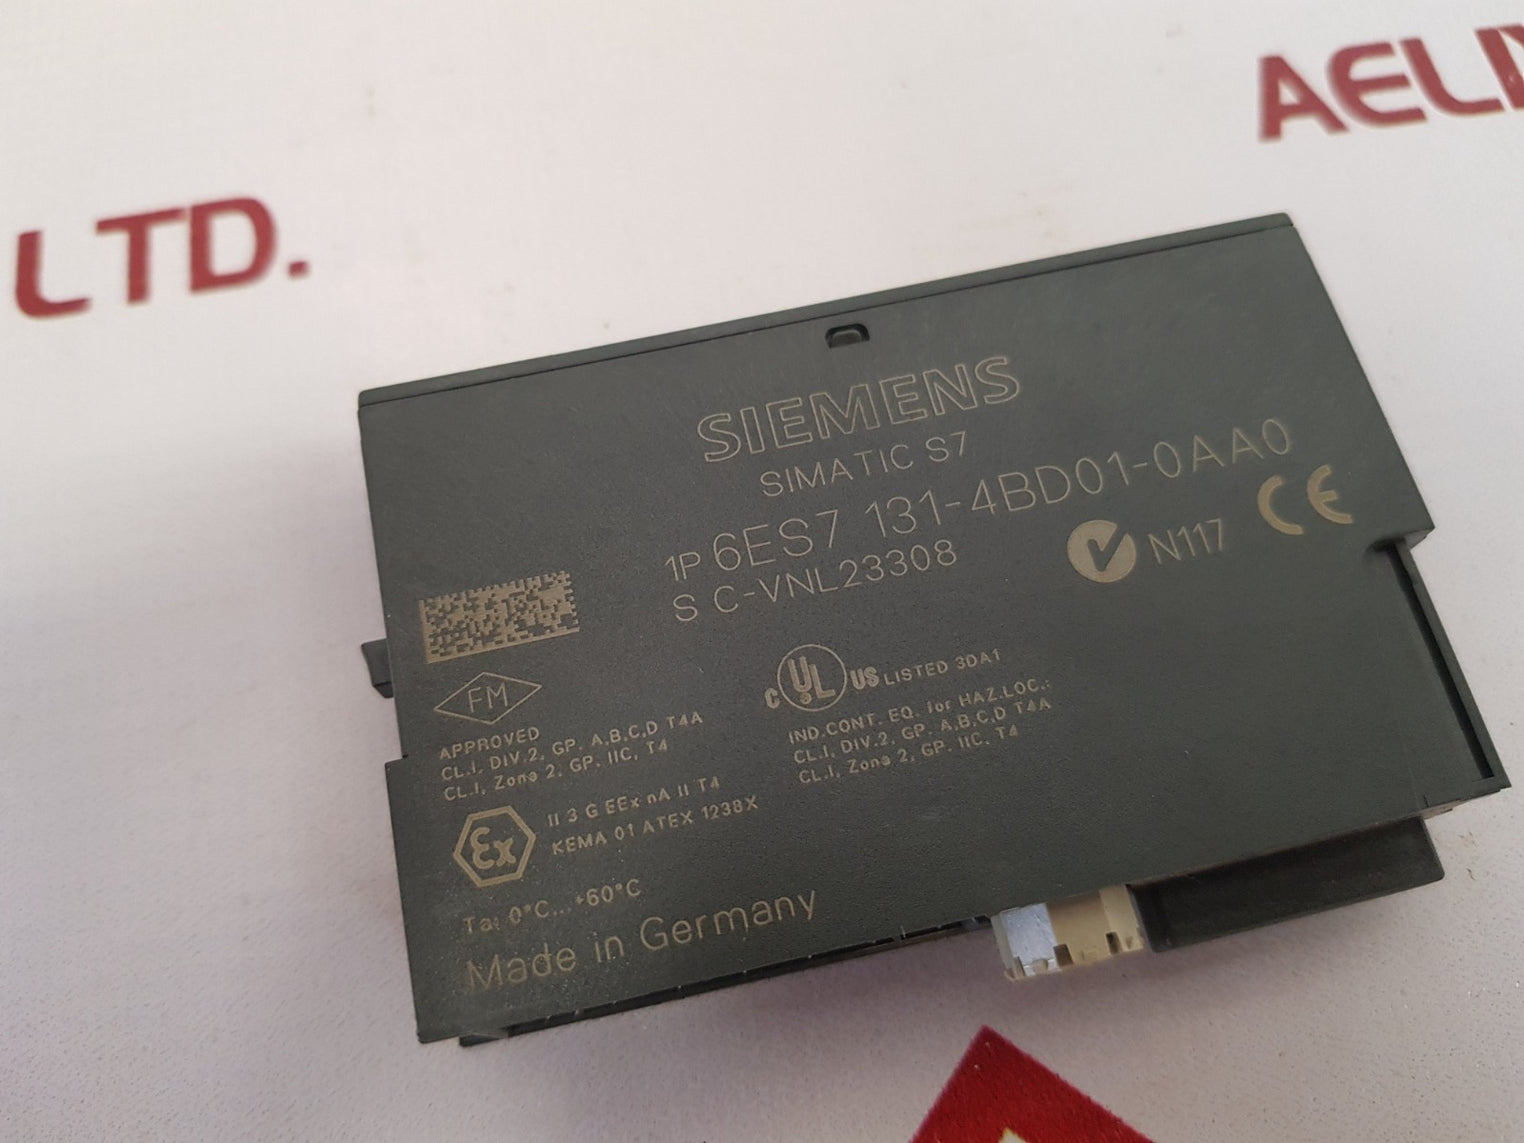 LTD.
AELI
SIEMENS
SIMATIC S7
1P 6ES7 131-4BD01-0AA0
S C-VNL23308
N117 CE
FM
APPROVED
CL.I, DIV.2, GP. A,B,C,D T4A
CL.I, Zone 2, GP. IIC, T4
C UL US LISTED 3DA1
IND.CONT. EQ. for HAZ.LOC.:
CL.I, DIV.2, GP. A,B,C,D T4A
CL.I, Zone 2, GP. IIC, T4
Ex
II 3 G EEx nA II T4
KEMA 01 ATEX 1238X
Ta: 0°C...+60°C
Made in Germany